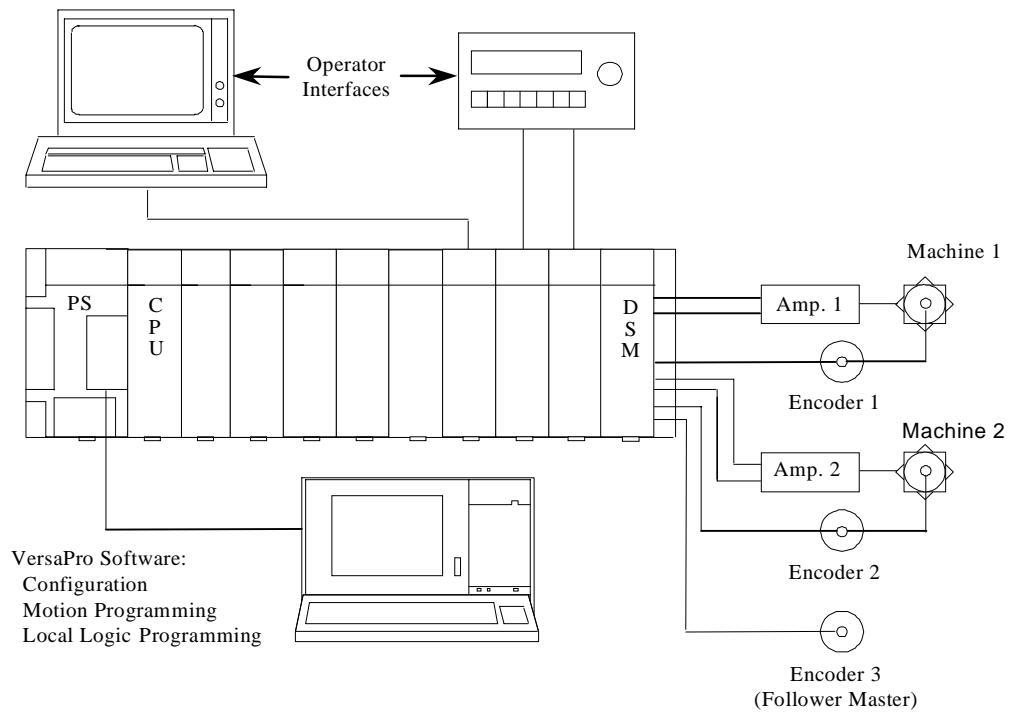 Operator
Interfaces
PS
C
P
U
D
S
M
Machine 1
Amp. 1
Encoder 1
Machine 2
Amp. 2
Encoder 2
VersaPro Software:
Configuration
Motion Programming
Local Logic Programming
Encoder 3
(Follower Master)